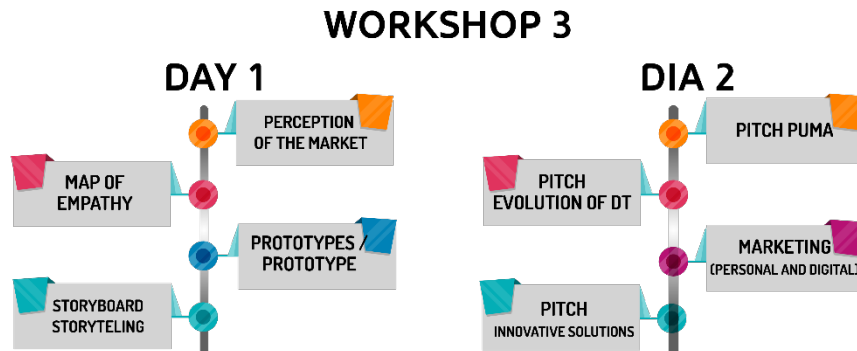 WORKSHOP 3
DAY 1
PERCEPTION
OF THE MARKET
MAP OF
EMPATHY
PROTOTYPES /
PROTOTYPE
STORYBOARD
STORYTELING
DIA 2
PITCH PUMA
PITCH
EVOLUTION OF DT
MARKETING
(PERSONAL AND DIGITAL)
PITCH
INNOVATIVE SOLUTIONS